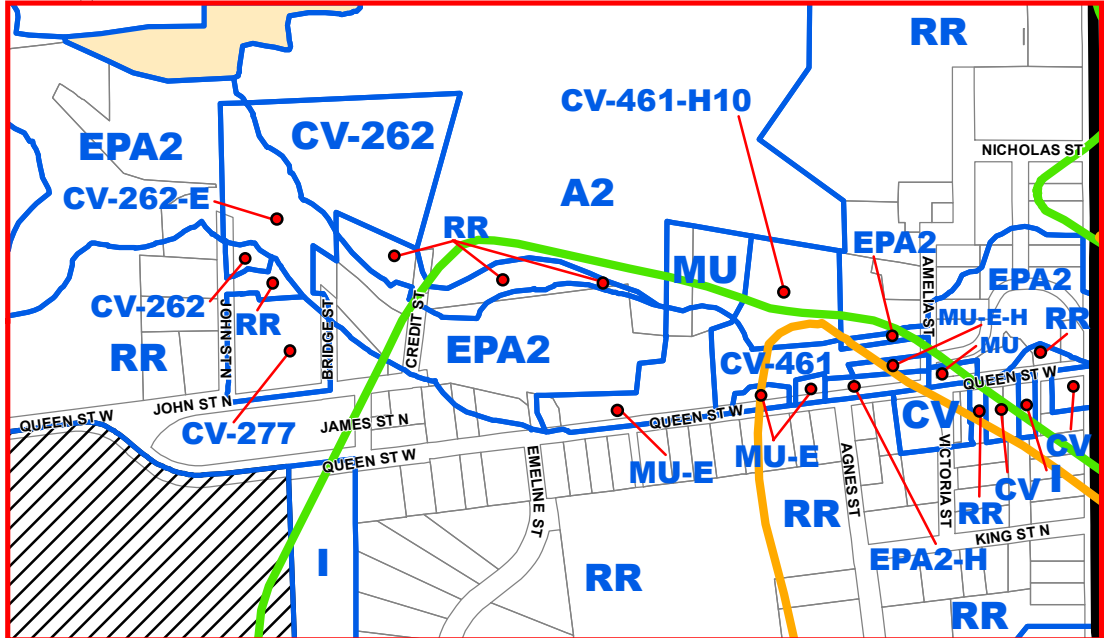 RR
CV-461-H10
CV-262
EPA2
NICHOLAS ST
CV-262-E
A2
RR
EPA2
MU
AMELIA ST
EPA2
CV-262
JOHN ST N
RR
BRIDGE ST
CREDIT ST
MU-E-H
RR
MU
RR
EPA2
CV-461
QUEEN ST W
JOHN ST N
QUEEN ST W
CV-277
JAMES ST N
QUEEN ST W
CV
VICTORIA ST
CV
QUEEN ST W
EMELINE ST
MU-E
MU-E
AGNES ST
CV
I
RR
RR
KING ST N
I
EPA2-H
RR
RR